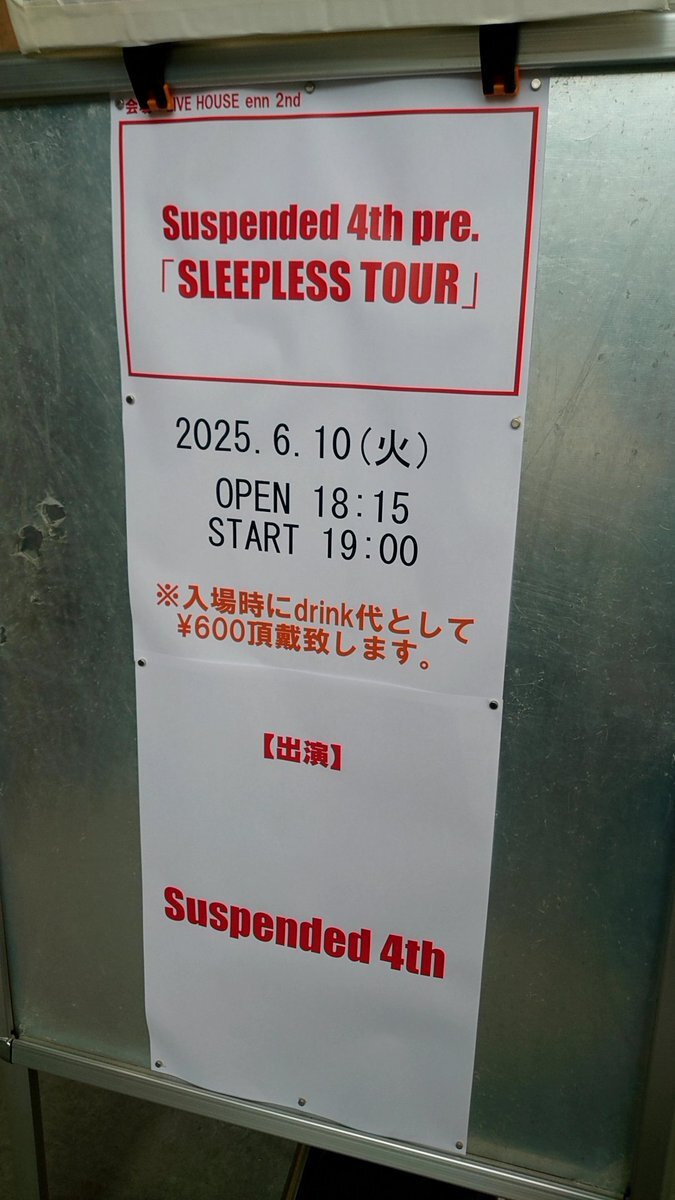 IVE HOUSE enn 2nd
Suspended 4th pre.
「SLEEPLESS TOUR」
2025.6.10(火)
OPEN 18:15
START 19:00
※入場時にdrink代として
¥600頂戴致します。
【出演】
Suspended 4th